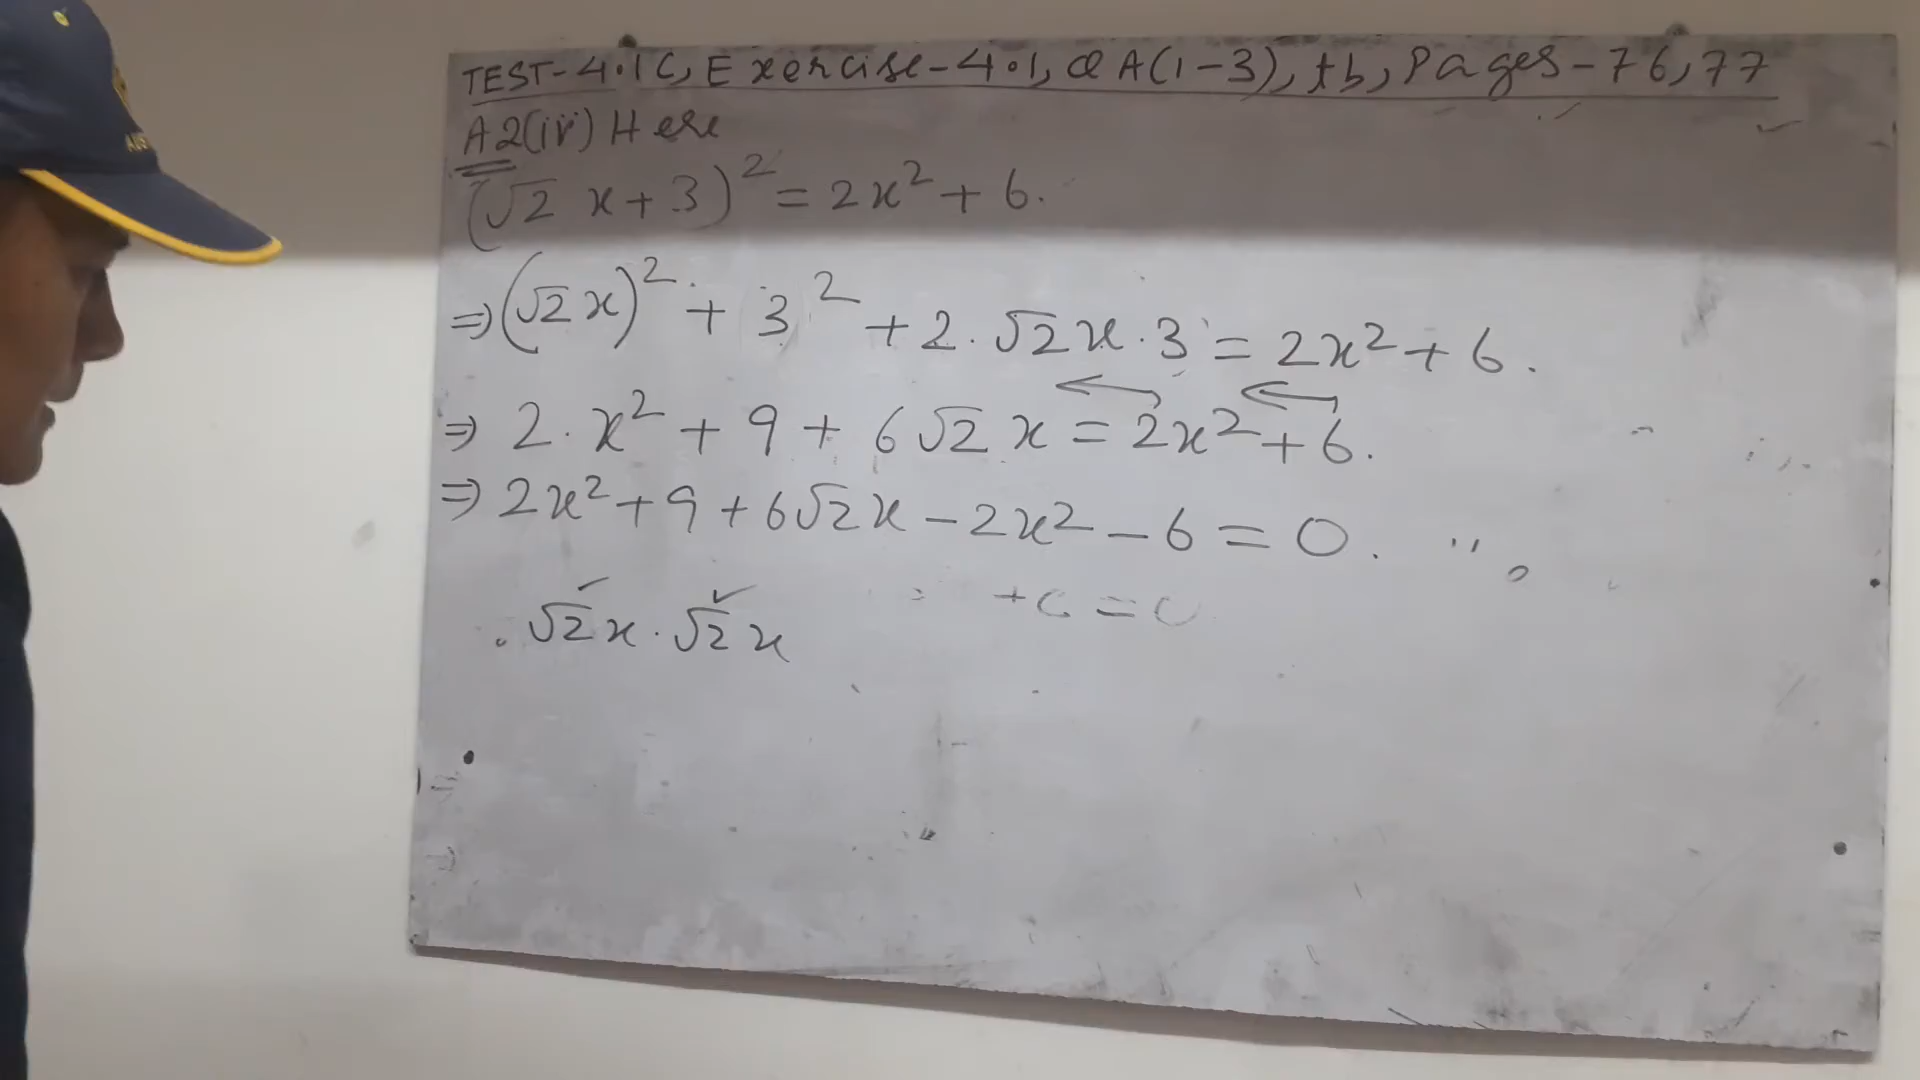 TEST-4.1C, Exercise-4.1, Q A(1-3), tb, Pages-76,77
A2(iv) Here
(√2 x+3)² = 2x² + 6.
⇒ (√2x)² + 3² + 2.√2x.3 = 2x² + 6.
⇒ 2.x² + 9 + 6√2 x = 2x² + 6.
⇒ 2x² + 9 + 6√2x - 2x² - 6 = 0.
√2x.√2x